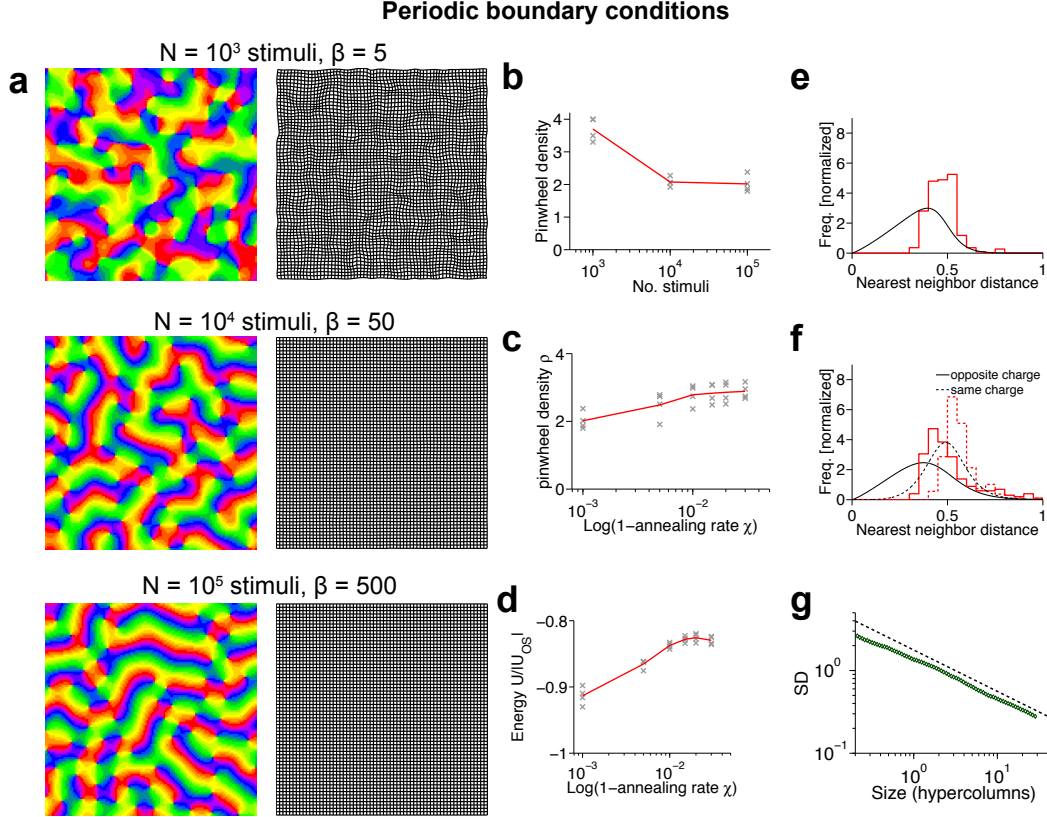 Periodic boundary conditions
a
N = 10³ stimuli, β = 5
N = 10⁴ stimuli, β = 50
N = 10⁵ stimuli, β = 500
b
Pinwheel density
4
3
2
1
0
10³
10⁴
10⁵
No. stimuli
c
pinwheel density ρ
4
2
0
10⁻³
10⁻²
Log(1−annealing rate χ)
d
Energy U/|U_OS|
−0.8
−0.9
−1
10⁻³
10⁻²
Log(1−annealing rate χ)
e
Freq. [normalized]
8
6
4
2
0
0
0.5
1
Nearest neighbor distance
f
opposite charge
same charge
Freq. [normalized]
8
6
4
2
0
0
0.5
1
Nearest neighbor distance
g
SD
10⁰
10⁻¹
10⁰
10¹
Size (hypercolumns)